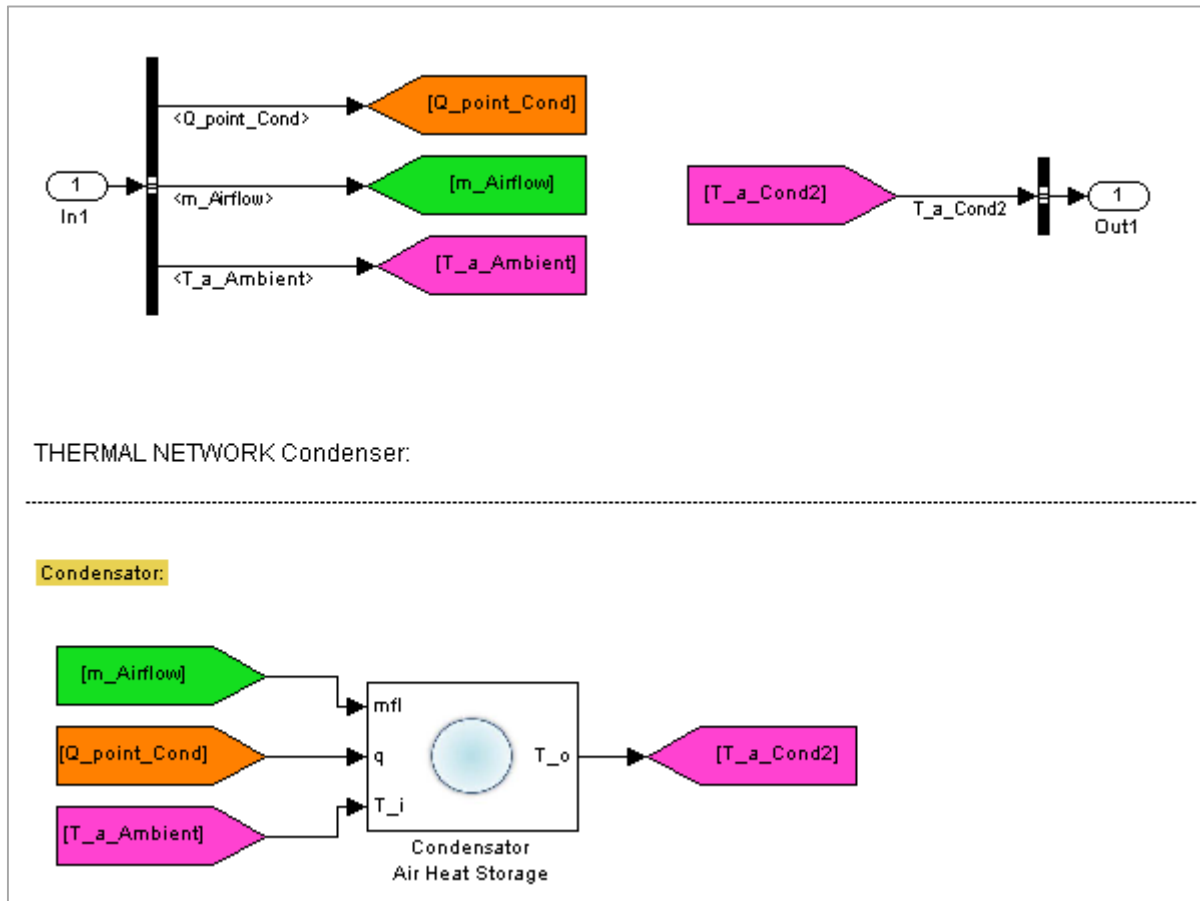 [Q_point_Cond]
<Q_point_Cond>
1
In1
[m_Airflow]
<m_Airflow>
[T_a_Ambient]
<T_a_Ambient>
[T_a_Cond2]
T_a_Cond2
1
Out1
THERMAL NETWORK Condenser:
Condensator:
[m_Airflow]
[Q_point_Cond]
[T_a_Ambient]
mfl
q
T_i
T_o
Condensator
Air Heat Storage
[T_a_Cond2]